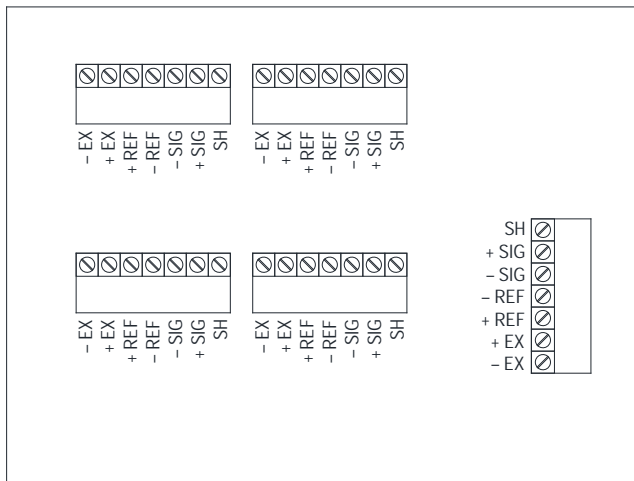 – EX
+ EX
+ REF
– REF
– SIG
+ SIG
SH
– EX
+ EX
+ REF
– REF
– SIG
+ SIG
SH
– EX
+ EX
+ REF
– REF
– SIG
+ SIG
SH
– EX
+ EX
+ REF
– REF
– SIG
+ SIG
SH
SH
+ SIG
– SIG
– REF
+ REF
+ EX
– EX